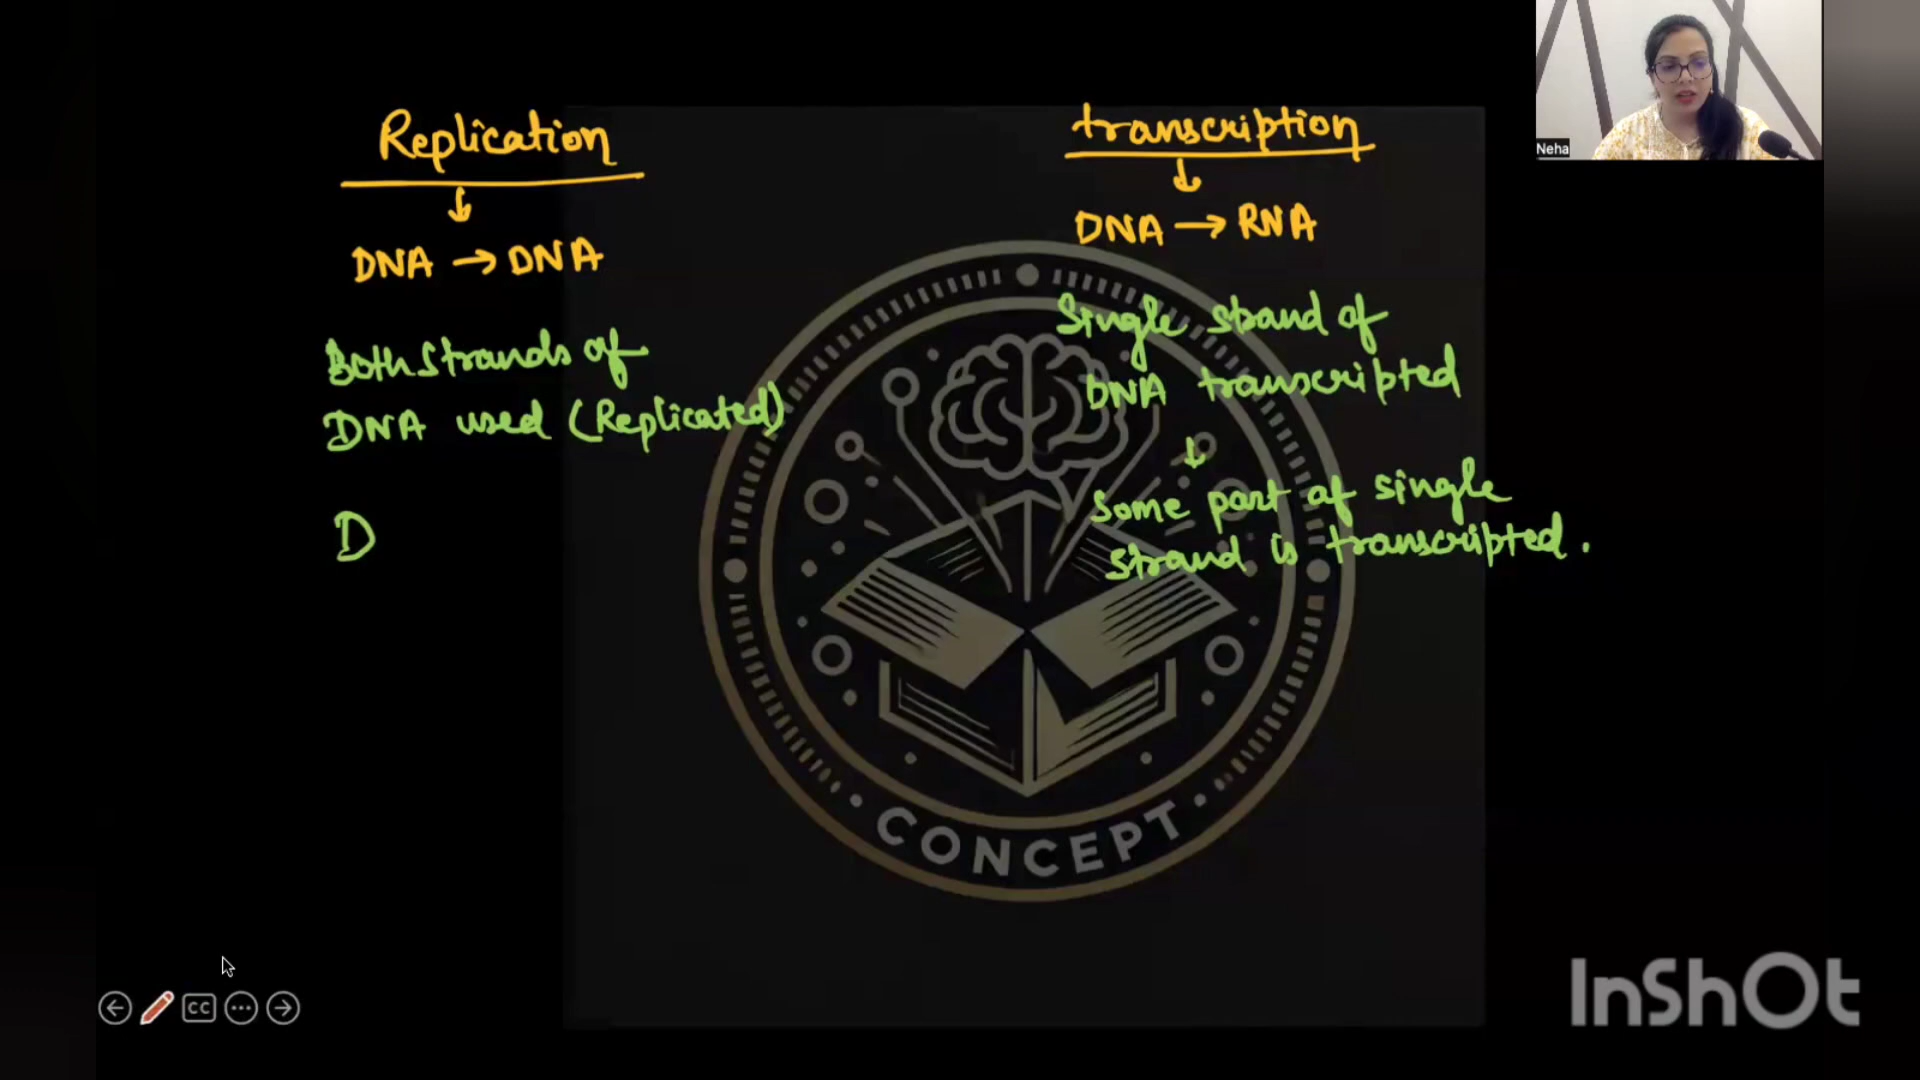 Replication
DNA → DNA
Both strands of
DNA used (Replicated)
D
transcription
DNA → RNA
Single strand of
DNA transcripted
Some part of single
strand is transcripted.
Neha
CONCEPT
CC
InShOt